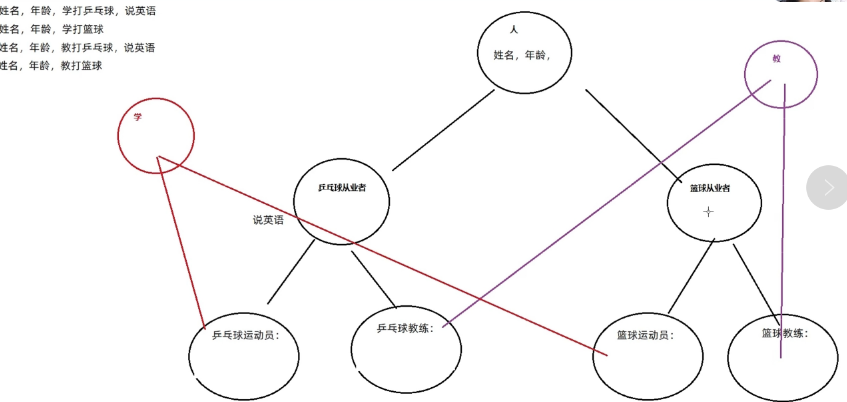 姓名，年龄，学打乒乓球，说英语
姓名，年龄，学打篮球
姓名，年龄，教打乒乓球，说英语
姓名，年龄，教打篮球
人
姓名，年龄，
教
学
乒乓球从业者
篮球从业者
说英语
乒乓球运动员：
乒乓球教练：
篮球运动员：
篮球教练：